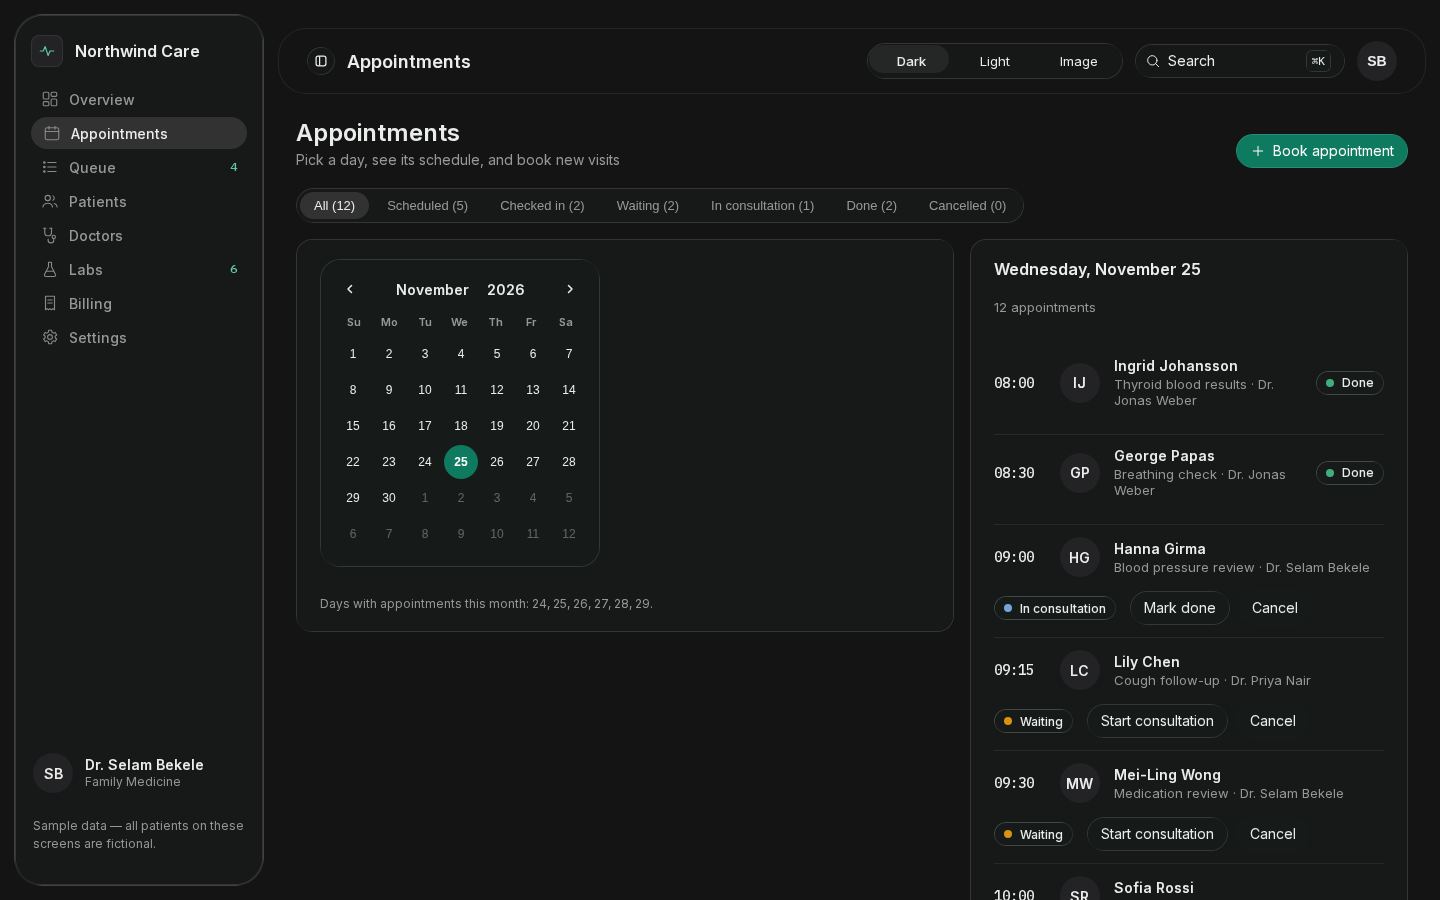 Northwind Care
Overview
Appointments
Queue 4
Patients
Doctors
Labs 6
Billing
Settings
SB
Dr. Selam Bekele
Family Medicine
Sample data — all patients on these
screens are fictional.
Appointments
Dark Light Image
Search ⌘K
SB
Appointments
Pick a day, see its schedule, and book new visits
Book appointment
All (12) Scheduled (5) Checked in (2) Waiting (2) In consultation (1) Done (2) Cancelled (0)
November 2026
Su Mo Tu We Th Fr Sa
1 2 3 4 5 6 7
8 9 10 11 12 13 14
15 16 17 18 19 20 21
22 23 24 25 26 27 28
29 30 1 2 3 4 5
6 7 8 9 10 11 12
Days with appointments this month: 24, 25, 26, 27, 28, 29.
Wednesday, November 25
12 appointments
08:00 IJ Ingrid Johansson
Thyroid blood results · Dr.
Jonas Weber
Done
08:30 GP George Papas
Breathing check · Dr. Jonas
Weber
Done
09:00 HG Hanna Girma
Blood pressure review · Dr. Selam Bekele
In consultation Mark done Cancel
09:15 LC Lily Chen
Cough follow-up · Dr. Priya Nair
Waiting Start consultation Cancel
09:30 MW Mei-Ling Wong
Medication review · Dr. Selam Bekele
Waiting Start consultation Cancel
10:00 SR Sofia Rossi